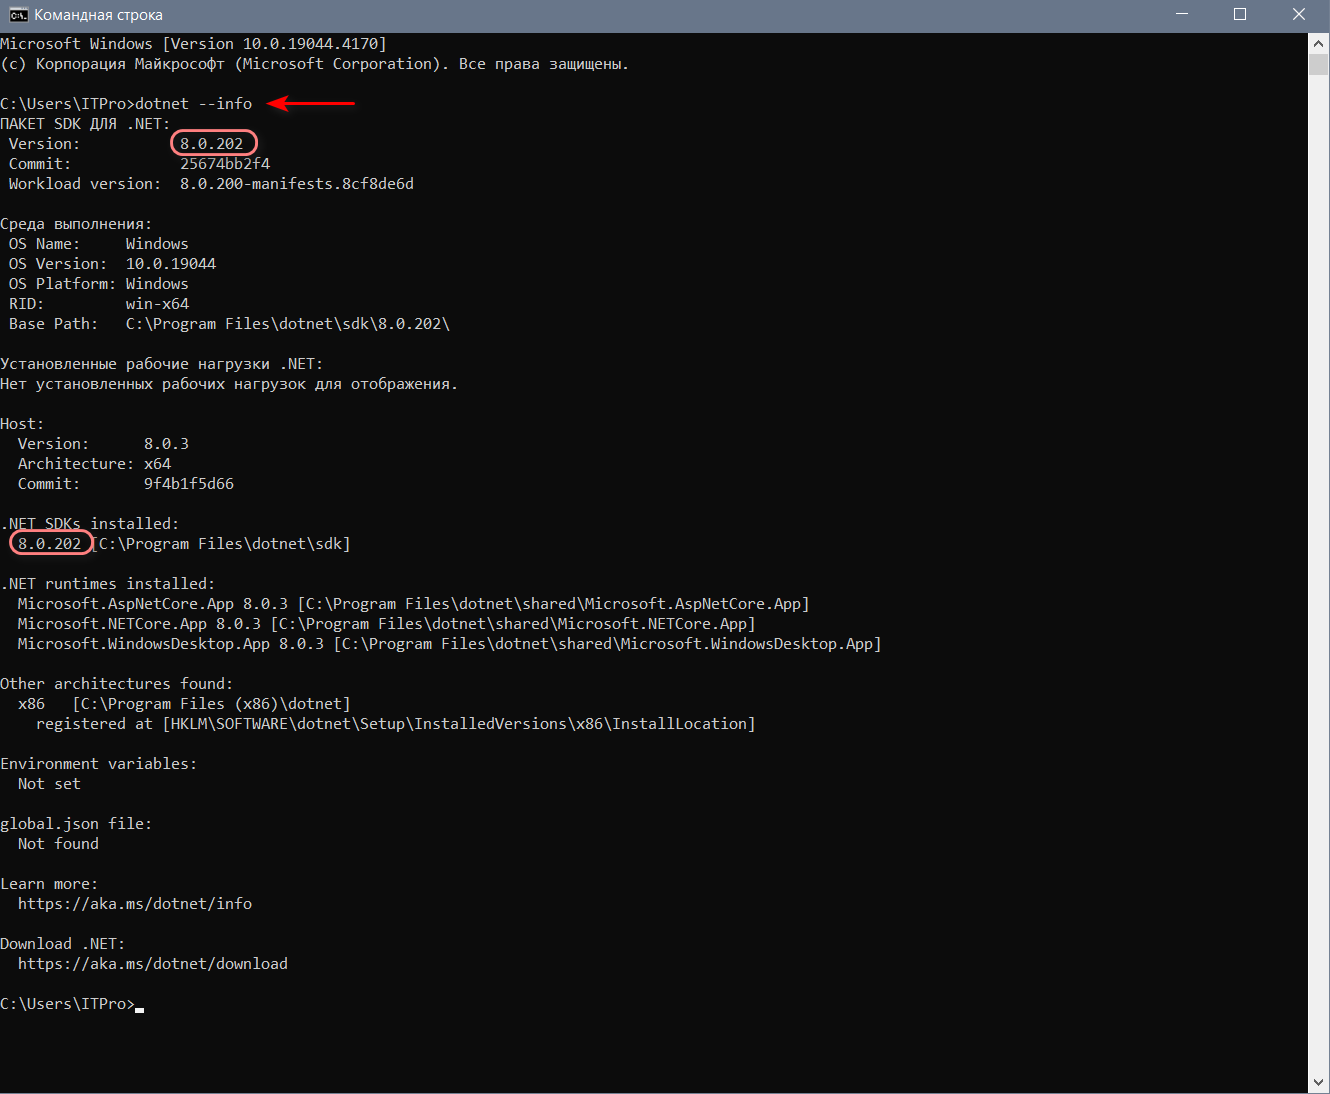 Командная строка
Microsoft Windows [Version 10.0.19044.4170]
(c) Корпорация Майкрософт (Microsoft Corporation). Все права защищены.
C:\Users\ITPro>dotnet --info
ПАКЕТ SDK ДЛЯ .NET:
Version: 8.0.202
Commit: 25674bb2f4
Workload version: 8.0.200-manifests.8cf8de6d
Среда выполнения:
OS Name: Windows
OS Version: 10.0.19044
OS Platform: Windows
RID: win-x64
Base Path: C:\Program Files\dotnet\sdk\8.0.202\
Установленные рабочие нагрузки .NET:
Нет установленных рабочих нагрузок для отображения.
Host:
Version: 8.0.3
Architecture: x64
Commit: 9f4b1f5d66
.NET SDKs installed:
8.0.202 [C:\Program Files\dotnet\sdk]
.NET runtimes installed:
Microsoft.AspNetCore.App 8.0.3 [C:\Program Files\dotnet\shared\Microsoft.AspNetCore.App]
Microsoft.NETCore.App 8.0.3 [C:\Program Files\dotnet\shared\Microsoft.NETCore.App]
Microsoft.WindowsDesktop.App 8.0.3 [C:\Program Files\dotnet\shared\Microsoft.WindowsDesktop.App]
Other architectures found:
x86 [C:\Program Files (x86)\dotnet]
registered at [HKLM\SOFTWARE\dotnet\Setup\InstalledVersions\x86\InstallLocation]
Environment variables:
Not set
global.json file:
Not found
Learn more:
https://aka.ms/dotnet/info
Download .NET:
https://aka.ms/dotnet/download
C:\Users\ITPro>